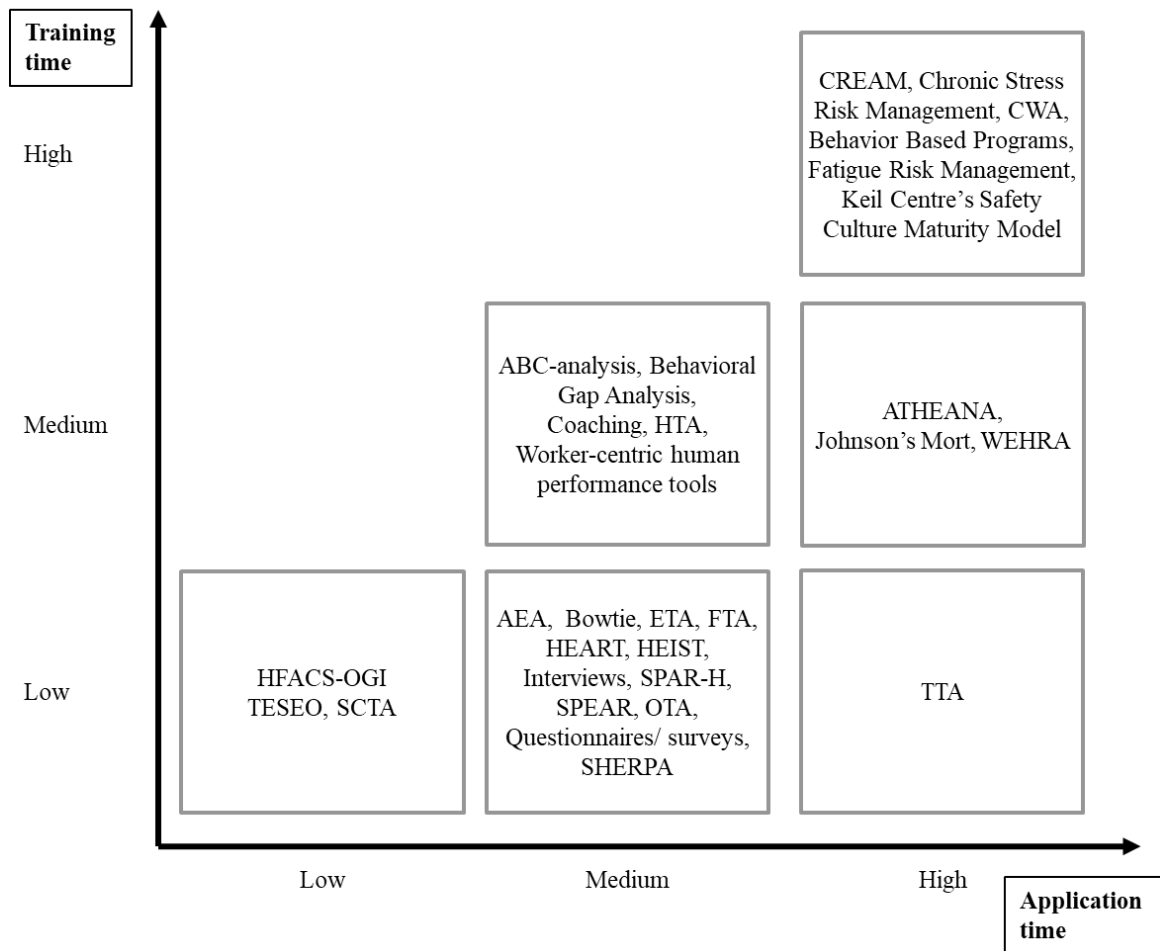 Training
time
High
CREAM, Chronic Stress
Risk Management, CWA,
Behavior Based Programs,
Fatigue Risk Management,
Keil Centre’s Safety
Culture Maturity Model
Medium
ABC-analysis, Behavioral
Gap Analysis,
Coaching, HTA,
Worker-centric human
performance tools
ATHEANA,
Johnson’s Mort, WEHRA
Low
HFACS-OGI
TESEO, SCTA
AEA, Bowtie, ETA, FTA,
HEART, HEIST,
Interviews, SPAR-H,
SPEAR, OTA,
Questionnaires/ surveys,
SHERPA
TTA
Low
Medium
High
Application
time